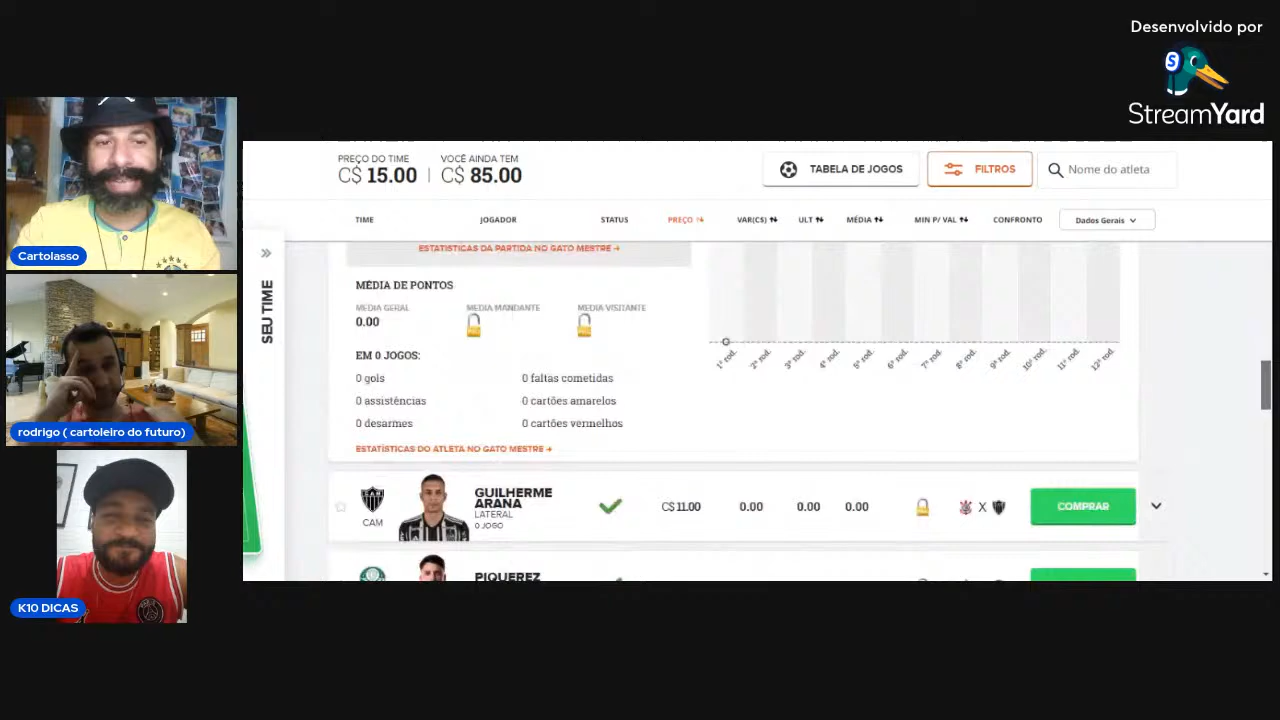 Desenvolvido por
StreamYard
Cartolasso
rodrigo ( cartoleiro do futuro)
K10 DICAS
PREÇO DO TIME
C$ 15.00
VOCÊ AINDA TEM
C$ 85.00
TABELA DE JOGOS
FILTROS
Nome do atleta
TIME JOGADOR STATUS PREÇO VAR(C$) ULT MÉDIA MIN P/ VAL CONFRONTO Dados Gerais
SEU TIME
ESTATÍSTICAS DA PARTIDA NO GATO MESTRE
MÉDIA DE PONTOS
MÉDIA GERAL MÉDIA MANDANTE MÉDIA VISITANTE
0.00
EM 0 JOGOS:
0 gols 0 faltas cometidas
0 assistências 0 cartões amarelos
0 desarmes 0 cartões vermelhos
ESTATÍSTICAS DO ATLETA NO GATO MESTRE
1ª rod. 2ª rod. 3ª rod. 4ª rod. 5ª rod. 6ª rod. 7ª rod. 8ª rod. 9ª rod. 10ª rod. 11ª rod. 12ª rod.
CAM
GUILHERME
ARANA
LATERAL
0 JOGO
C$ 11.00 0.00 0.00 0.00 X COMPRAR
PIQUEREZ